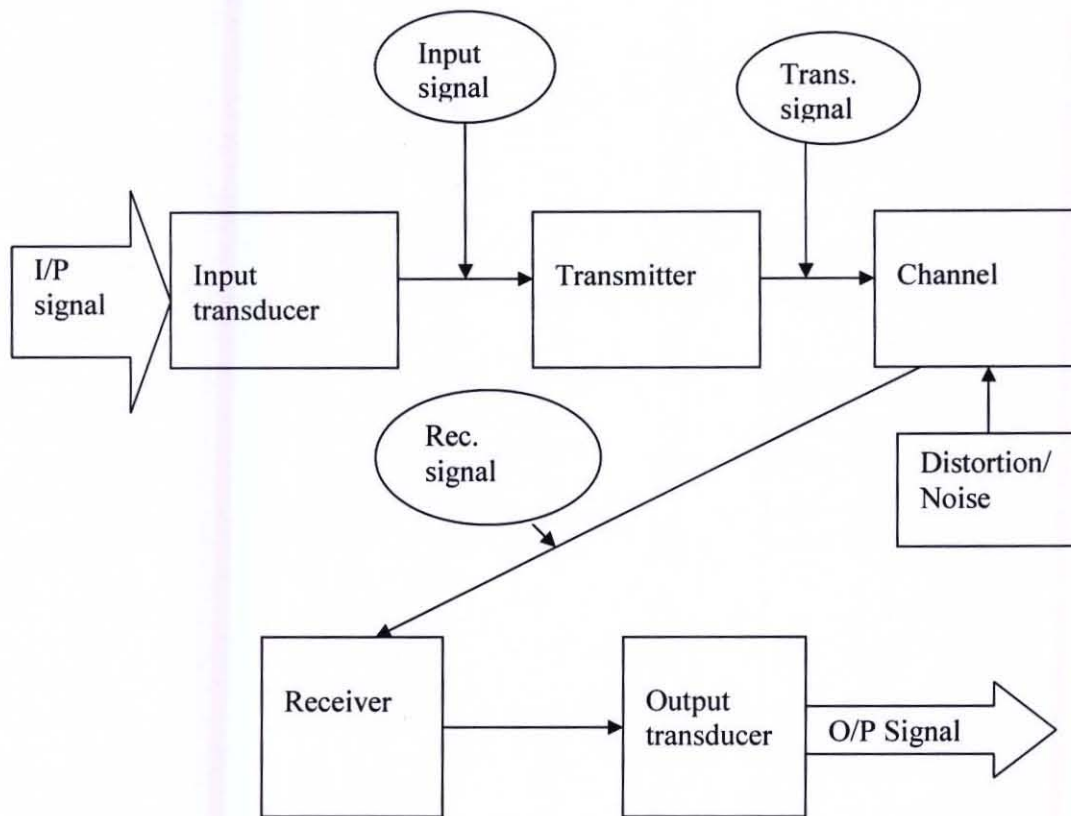 Input
signal
Trans.
signal
I/P
signal
Input
transducer
Transmitter
Channel
Rec.
signal
Distortion/
Noise
Receiver
Output
transducer
O/P Signal